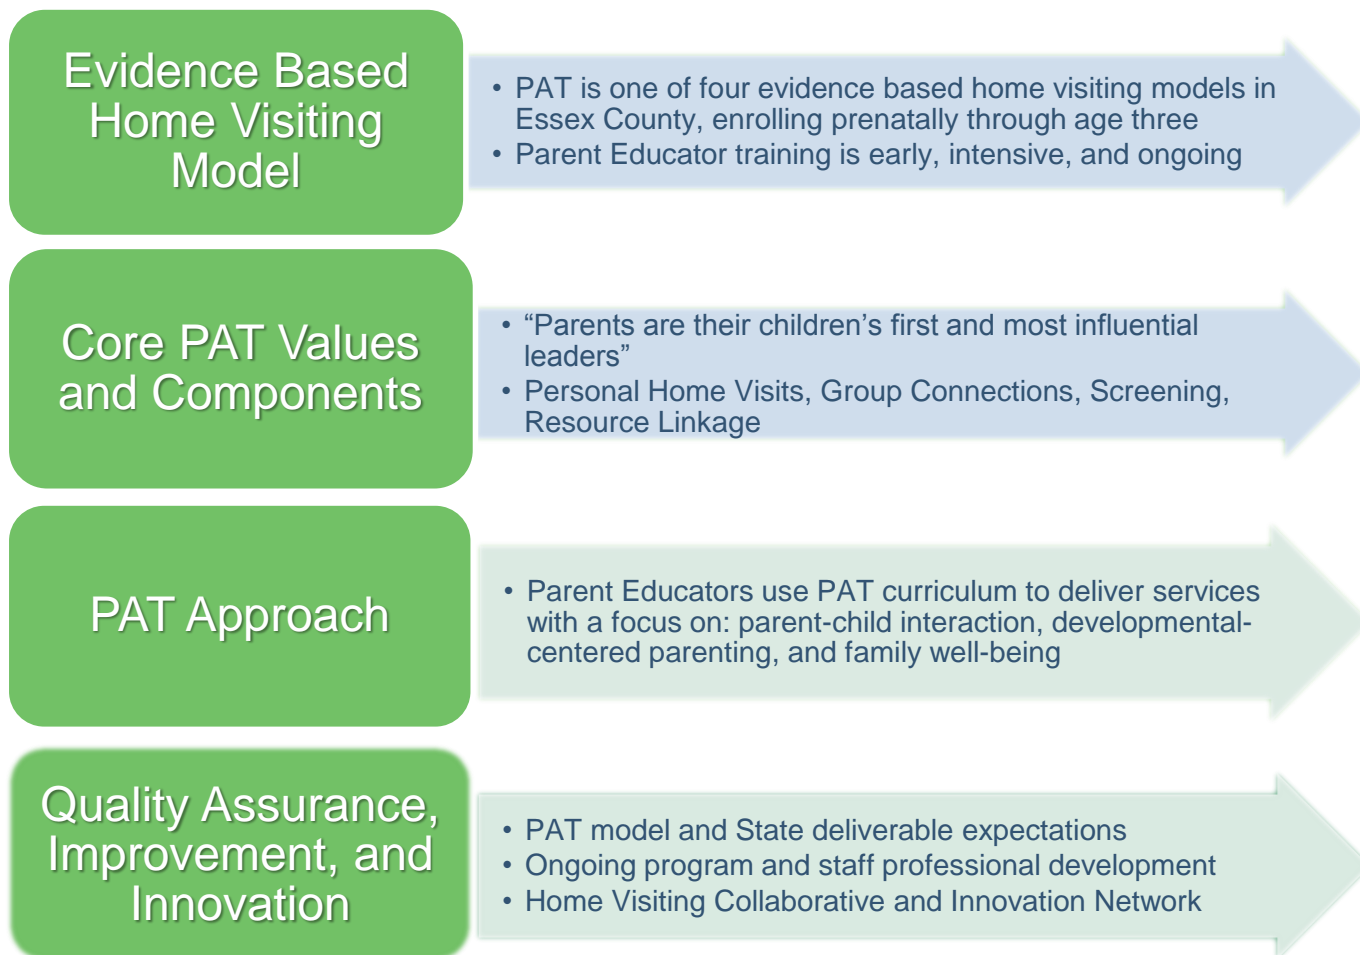 Evidence Based
Home Visiting
Model
• PAT is one of four evidence based home visiting models in
Essex County, enrolling prenatally through age three
• Parent Educator training is early, intensive, and ongoing
Core PAT Values
and Components
• “Parents are their children’s first and most influential
leaders”
• Personal Home Visits, Group Connections, Screening,
Resource Linkage
PAT Approach
• Parent Educators use PAT curriculum to deliver services
with a focus on: parent-child interaction, developmental-
centered parenting, and family well-being
Quality Assurance,
Improvement, and
Innovation
• PAT model and State deliverable expectations
• Ongoing program and staff professional development
• Home Visiting Collaborative and Innovation Network